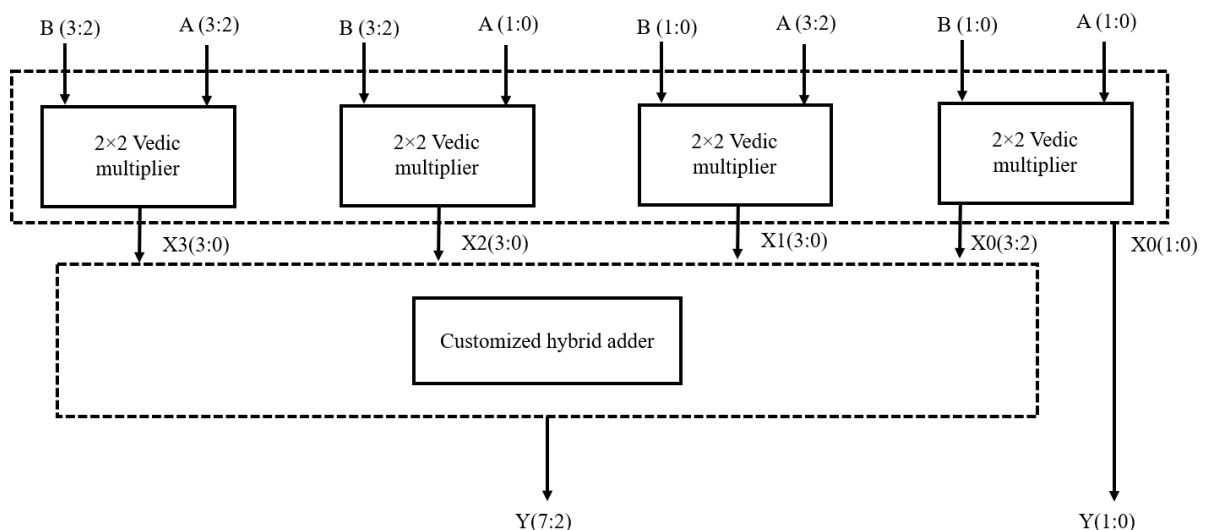 B (3:2) A (3:2) B (3:2) A (1:0) B (1:0) A (3:2) B (1:0) A (1:0)
2×2 Vedic
multiplier
2×2 Vedic
multiplier
2×2 Vedic
multiplier
2×2 Vedic
multiplier
X3(3:0) X2(3:0) X1(3:0) X0(3:2) X0(1:0)
Customized hybrid adder
Y(7:2) Y(1:0)